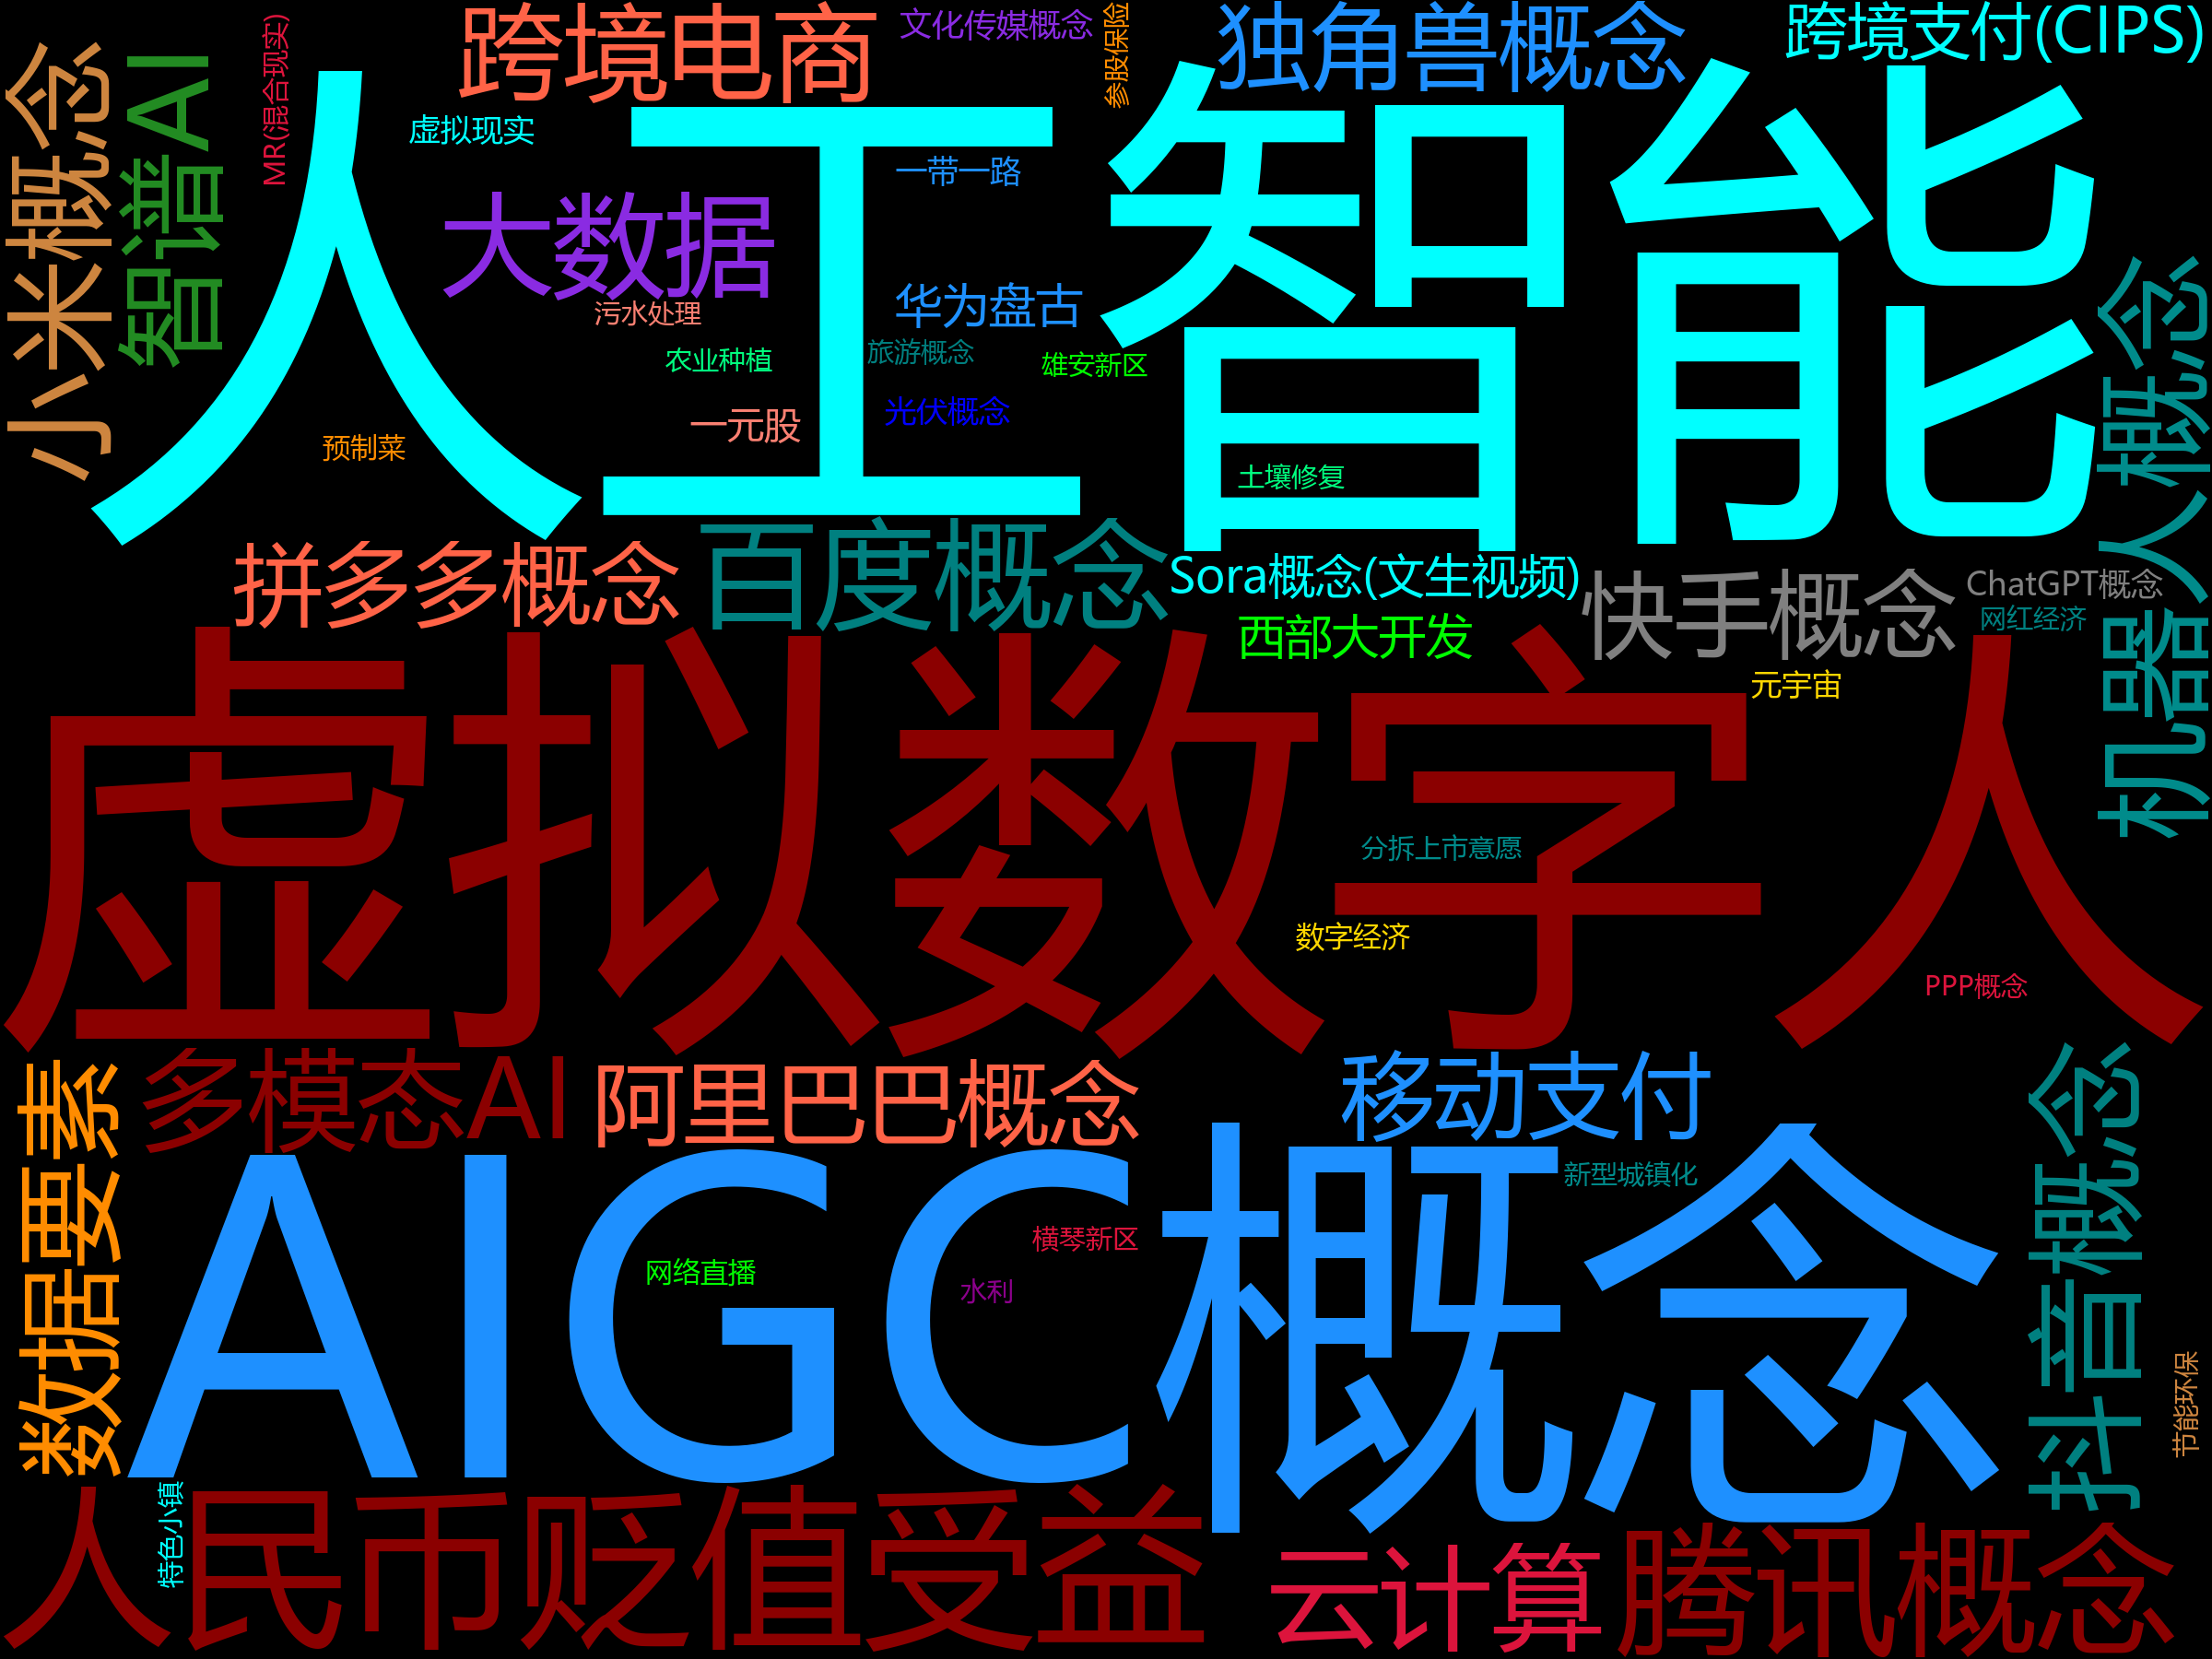 跨境电商
文化传媒概念
参股保险
独角兽概念
跨境支付(CIPS)
小米概念
智谱AI
MR(混合现实)
虚拟现实
一带一路
人工智能
大数据
华为盘古
污水处理
农业种植
旅游概念
雄安新区
一元股
光伏概念
预制菜
土壤修复
机器人概念
拼多多概念
百度概念
Sora概念(文生视频)
快手概念
ChatGPT概念
网红经济
西部大开发
元宇宙
虚拟数字人
分拆上市意愿
数字经济
PPP概念
数据要素
多模态AI
阿里巴巴概念
移动支付
抖音概念
新型城镇化
AIGC概念
横琴新区
网络直播
水利
节能环保
特色小镇
人民币贬值受益
云计算
腾讯概念